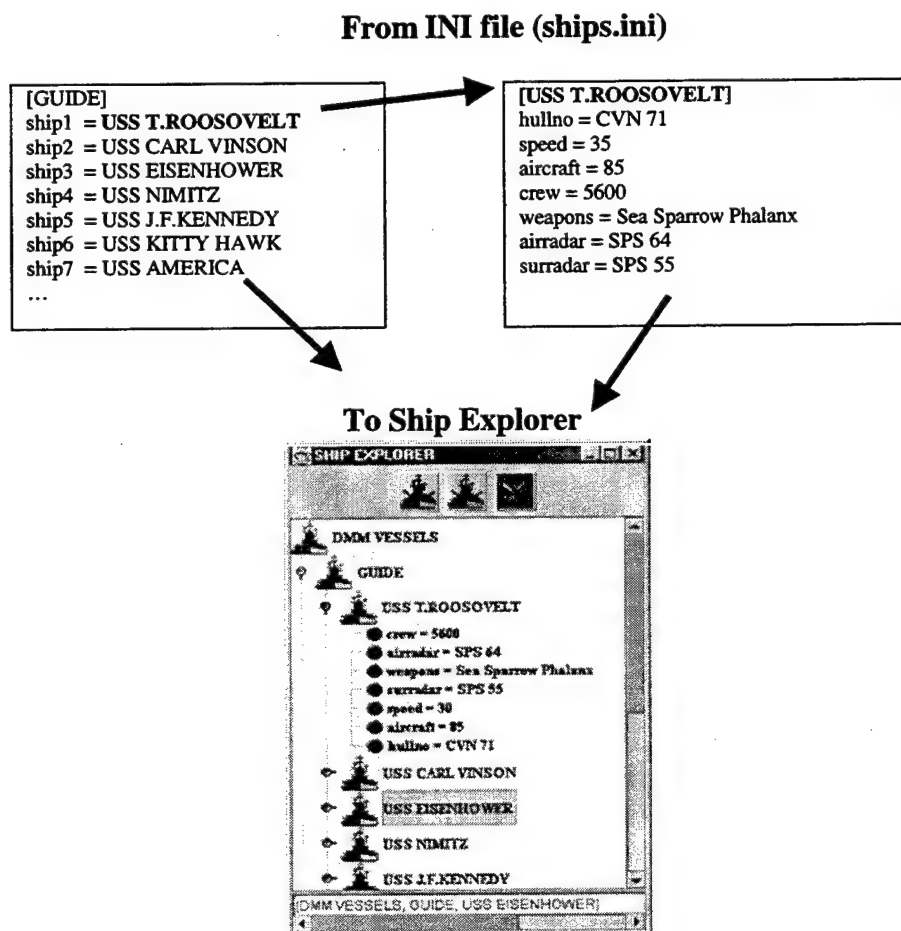 From INI file (ships.ini)
[GUIDE]
ship1 = USS T.ROOSOVELT
ship2 = USS CARL VINSON
ship3 = USS EISENHOWER
ship4 = USS NIMITZ
ship5 = USS J.F.KENNEDY
ship6 = USS KITTY HAWK
ship7 = USS AMERICA
...
[USS T.ROOSOVELT]
hullno = CVN 71
speed = 35
aircraft = 85
crew = 5600
weapons = Sea Sparrow Phalanx
airradar = SPS 64
surradar = SPS 55
To Ship Explorer
SHIP EXPLORER
DMM VESSELS
GUIDE
USS T.ROOSOVELT
crew = 5600
airradar = SPS 64
weapons = Sea Sparrow Phalanx
surradar = SPS 55
speed = 30
aircraft = 85
hullno = CVN 71
USS CARL VINSON
USS EISENHOWER
USS NIMITZ
USS J.F.KENNEDY
[DMM VESSELS, GUIDE, USS EISENHOWER]